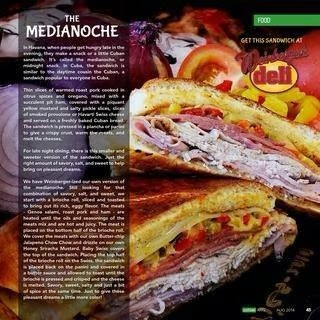 THE
MEDIANOCHE
In Havana, when people get hungry late in the
evening, they make a snack or a little Cuban
sandwich. It's called the medianoche, or
midnight snack. In Cuba, the sandwich is
similar to the daytime cousin the Cuban, a
sandwich popular to everyone in Cuba.
Thin slices of warmed roast pork cooked in
citrus spices and oregano, mixed with a
succulent pit ham, covered with a piquant
yellow mustard and salty pickle slices, slices
of smoked provolone or Havarti Swiss cheese
and served on a freshly baked Cuban bread.
The sandwich is pressed in a plancha or panini
to give a crispy crust, warm the meats, and
melt the cheeses.
For late night dining, there is this smaller and
sweeter version of the sandwich. Just the
right amount of savory, salt, and sweet to help
bring on pleasant dreams.
We have Weinberger-ized our own version of
the medianoche. Still looking for that
combination of savory, salt, and sweet, we
start with a brioche roll, sliced and toasted
to bring out its rich, eggy flavor. The meats
- Genoa salami, roast pork and ham - are
heated until the oils and seasonings of the
meats mix and are hot and juicy. The meat is
placed on the bottom half of the brioche roll.
We cover the meats with our own Butter-chip
Jalapeno Chow Chow and drizzle on our own
Honey Sriracha Mustard. Baby Swiss covers
the top of the sandwich. Placing the top half
of the brioche roll on the Swiss, the sandwich
is placed back on the panini and covered in
a butter sauce and allowed to toast until the
brioche is pressed and crisped and the cheese
is melted. Savory, sweet, salty and just a bit
of spice at the same time. Just to give these
pleasant dreams a little more color!
FOOD
GET THIS SANDWICH AT
deli
AUG 2014 45